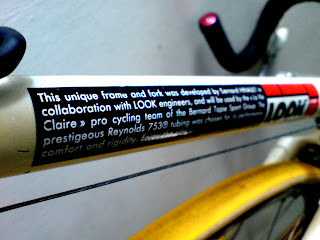 This unique frame and fork was developed by Bernard HINAULT in
collaboration with LOOK engineers, and will be used by the « la Vie
Claire » pro cycling team of the Bernard Tapie Sport Group. The
prestigious Reynolds 753® tubing was chosen for its performance
comfort and rigidity.
LOOK